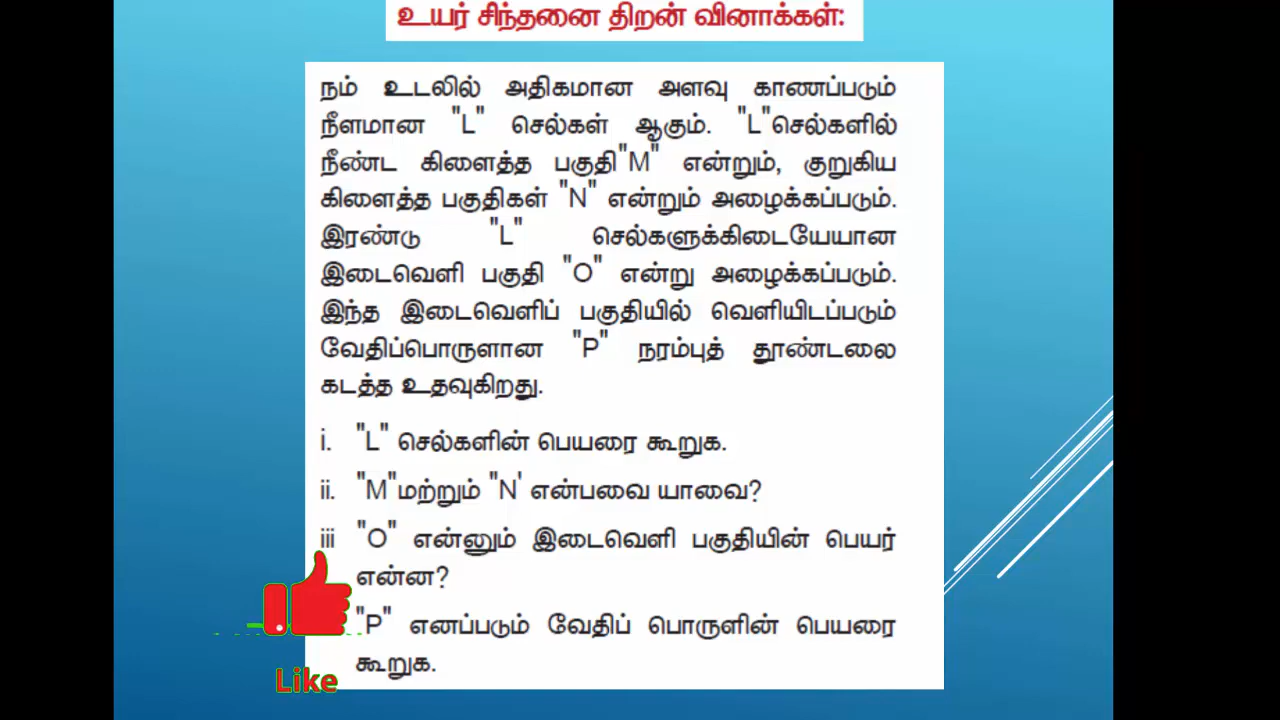 உயர் சிந்தனை திறன் வினாக்கள்:
நம் உடலில் அதிகமான அளவு காணப்படும்
நீளமான "L" செல்கள் ஆகும். "L"செல்களில்
நீண்ட கிளைத்த பகுதி"M" என்றும், குறுகிய
கிளைத்த பகுதிகள் "N" என்றும் அழைக்கப்படும்.
இரண்டு "L" செல்களுக்கிடையேயான
இடைவெளி பகுதி "O" என்று அழைக்கப்படும்.
இந்த இடைவெளிப் பகுதியில் வெளியிடப்படும்
வேதிப்பொருளான "P" நரம்புத் தூண்டலை
கடத்த உதவுகிறது.
i. "L" செல்களின் பெயரை கூறுக.
ii. "M"மற்றும் "N' என்பவை யாவை?
iii "O" என்னும் இடைவெளி பகுதியின் பெயர்
என்ன?
"P" எனப்படும் வேதிப் பொருளின் பெயரை
கூறுக.
Like